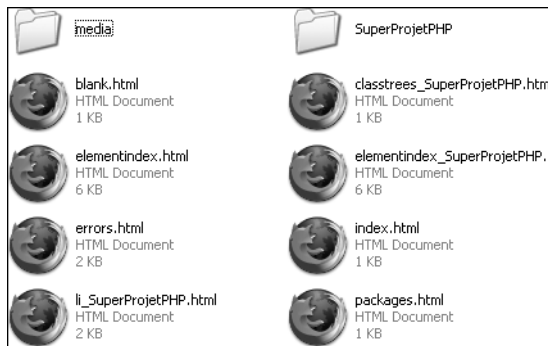 media
SuperProjetPHP
blank.html
HTML Document
1 KB
classtrees_SuperProjetPHP.htm
HTML Document
1 KB
elementindex.html
HTML Document
6 KB
elementindex_SuperProjetPHP.
HTML Document
6 KB
errors.html
HTML Document
2 KB
index.html
HTML Document
1 KB
li_SuperProjetPHP.html
HTML Document
2 KB
packages.html
HTML Document
1 KB